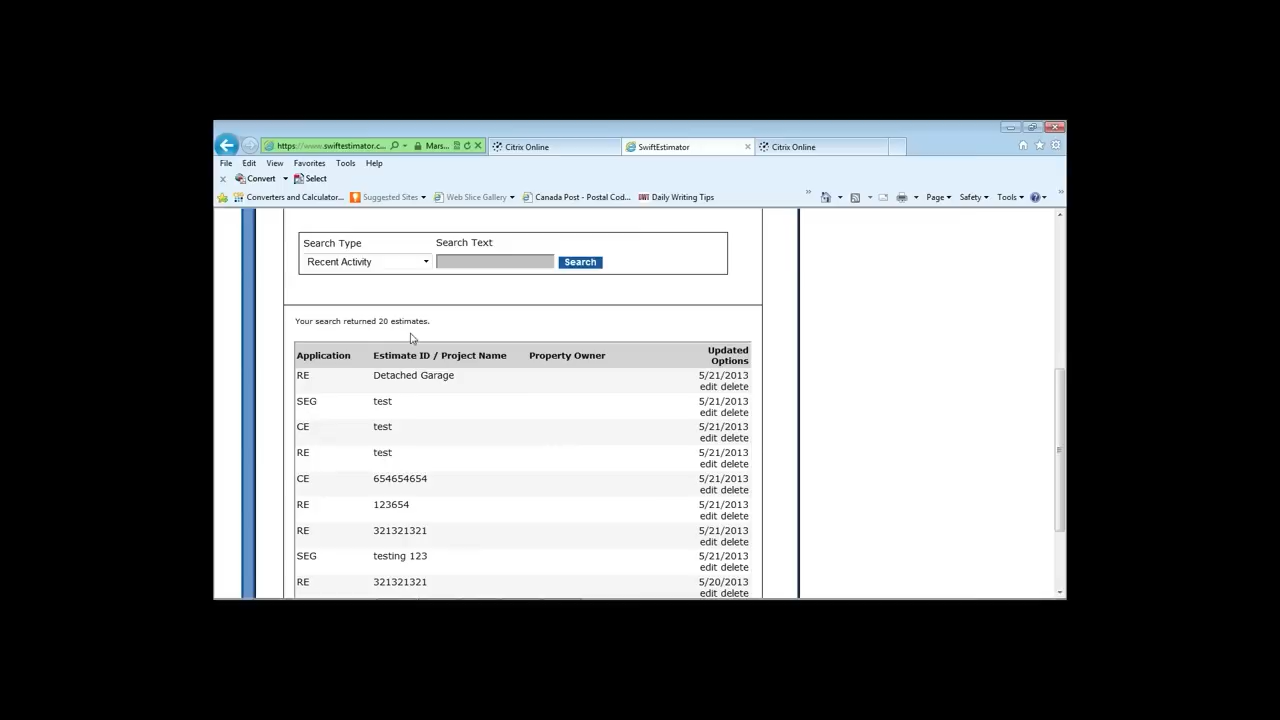 https://www.swiftestimator.c... Mars... Citrix Online SwiftEstimator Citrix Online
File Edit View Favorites Tools Help
Convert Select
Converters and Calculator... Suggested Sites Web Slice Gallery Canada Post - Postal Cod... Daily Writing Tips Page Safety Tools
Search Type Search Text
Recent Activity Search
Your search returned 20 estimates.
Application Estimate ID / Project Name Property Owner Updated Options
RE Detached Garage 5/21/2013
edit delete
SEG test 5/21/2013
edit delete
CE test 5/21/2013
edit delete
RE test 5/21/2013
edit delete
CE 654654654 5/21/2013
edit delete
RE 123654 5/21/2013
edit delete
RE 321321321 5/21/2013
edit delete
SEG testing 123 5/21/2013
edit delete
RE 321321321 5/20/2013
edit delete